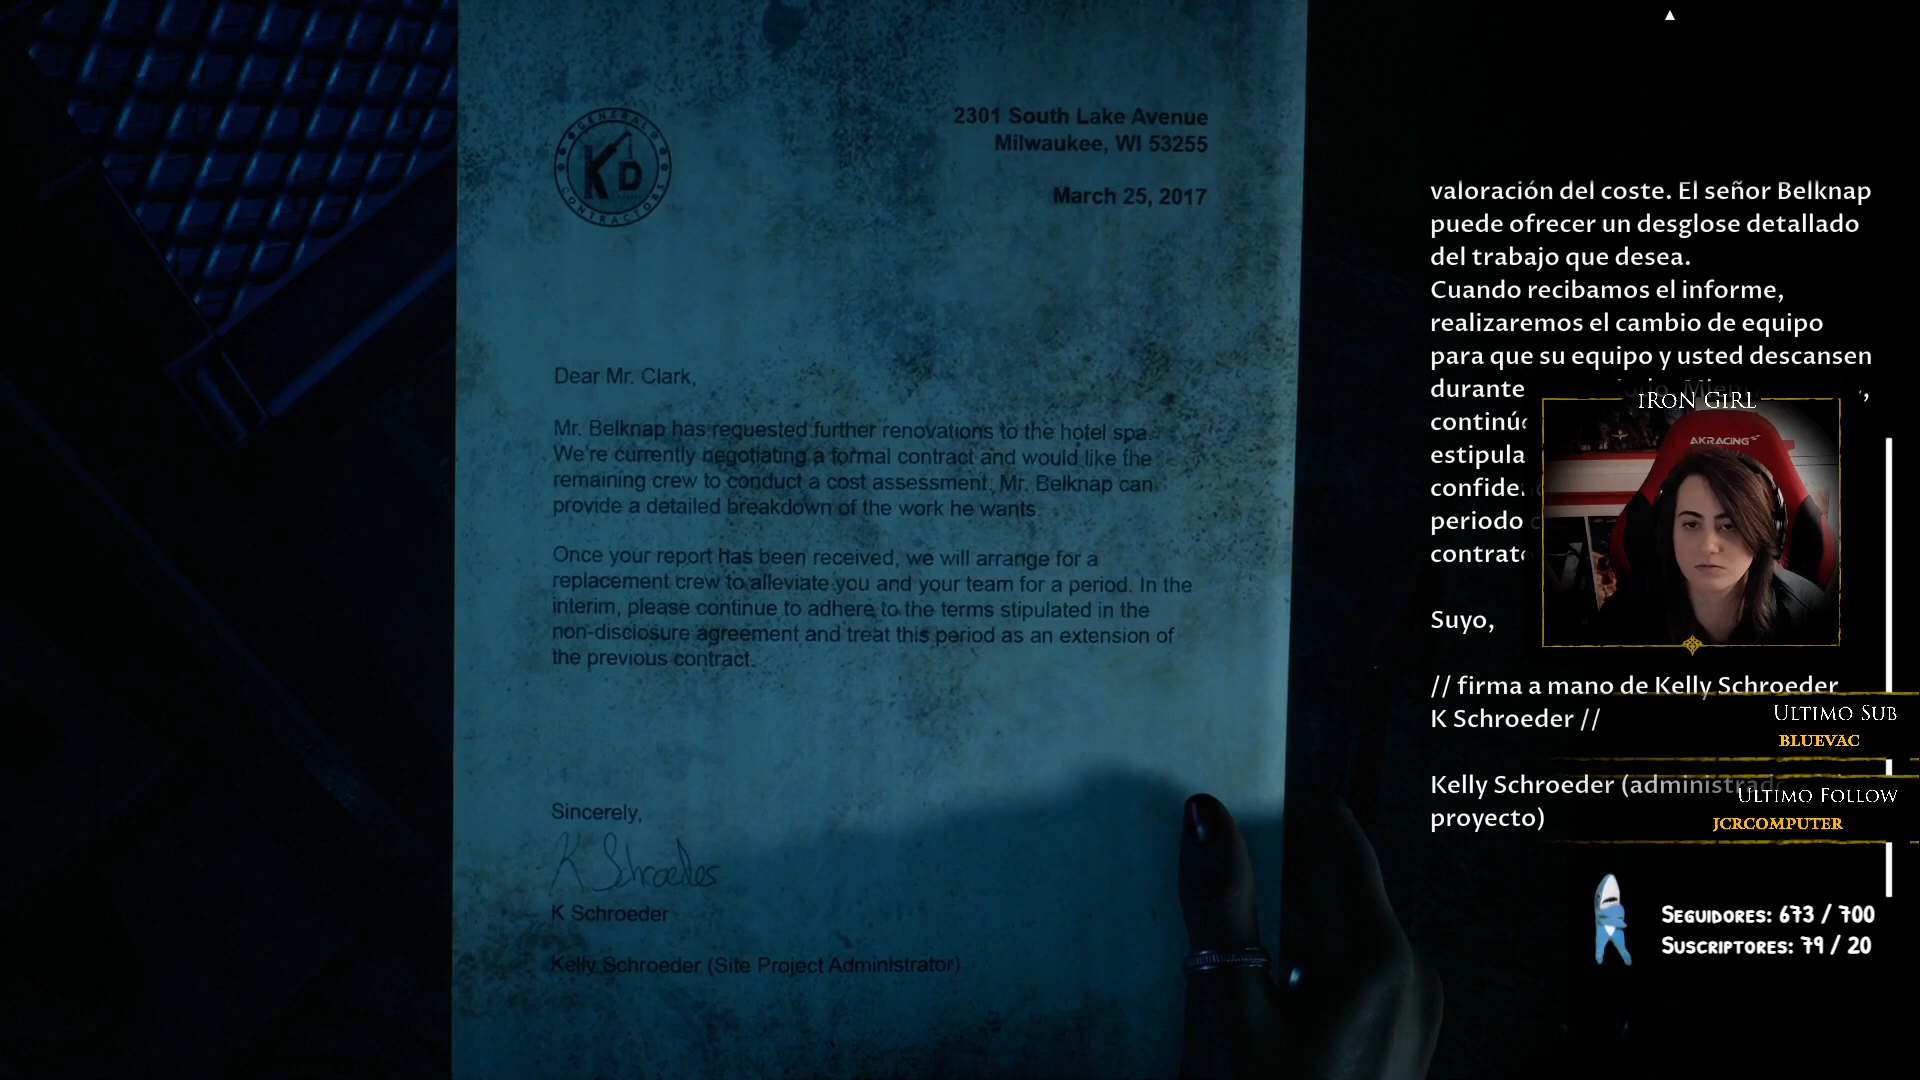 GENERAL
KD
CONTRACTORS
2301 South Lake Avenue
Milwaukee, WI 53255
March 25, 2017
Dear Mr. Clark,
Mr. Belknap has requested further renovations to the hotel spa.
We're currently negotiating a formal contract and would like the
remaining crew to conduct a cost assessment. Mr. Belknap can
provide a detailed breakdown of the work he wants.
Once your report has been received, we will arrange for a
replacement crew to alleviate you and your team for a period. In the
interim, please continue to adhere to the terms stipulated in the
non-disclosure agreement and treat this period as an extension of
the previous contract.
Sincerely,
K Schroeder
K Schroeder
Kelly Schroeder (Site Project Administrator)
valoración del coste. El señor Belknap
puede ofrecer un desglose detallado
del trabajo que desea.
Cuando recibamos el informe,
realizaremos el cambio de equipo
para que su equipo y usted descansen
durante
periodo
Suyo,
// firma a mano de Kelly Schroeder
K Schroeder //
Kelly Schroeder
proyecto)
iRON GIRL
AKRACING
ULTIMO SUB
BLUEVAC
ULTIMO FOLLOW
JCRCOMPUTER
SEGUIDORES: 673 / 700
SUSCRIPTORES: 79 / 20